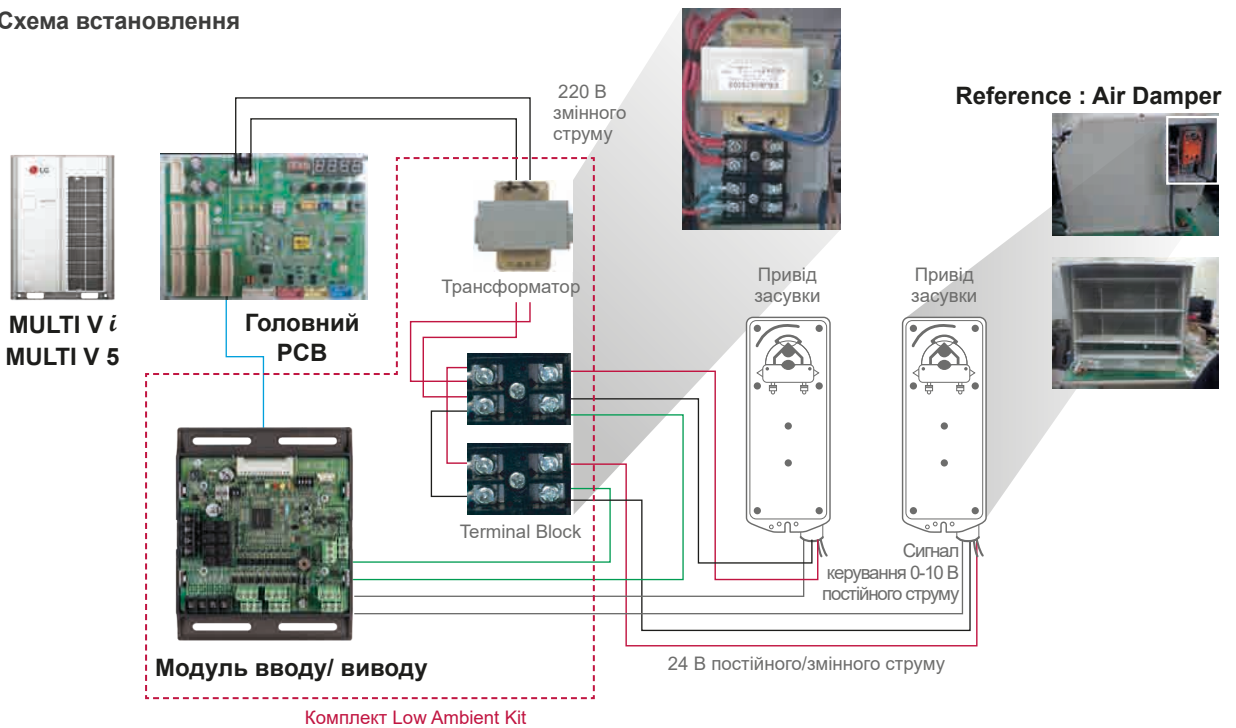 Схема встановлення
220 В
змінного
струму
Reference : Air Damper
LG
MULTI V i
MULTI V 5
Головний
PCB
Трансформатор
Привід
засувки
Привід
засувки
Terminal Block
Сигнал
керування 0-10 В
постійного струму
24 В постійного/змінного струму
Модуль вводу/ виводу
Комплект Low Ambient Kit